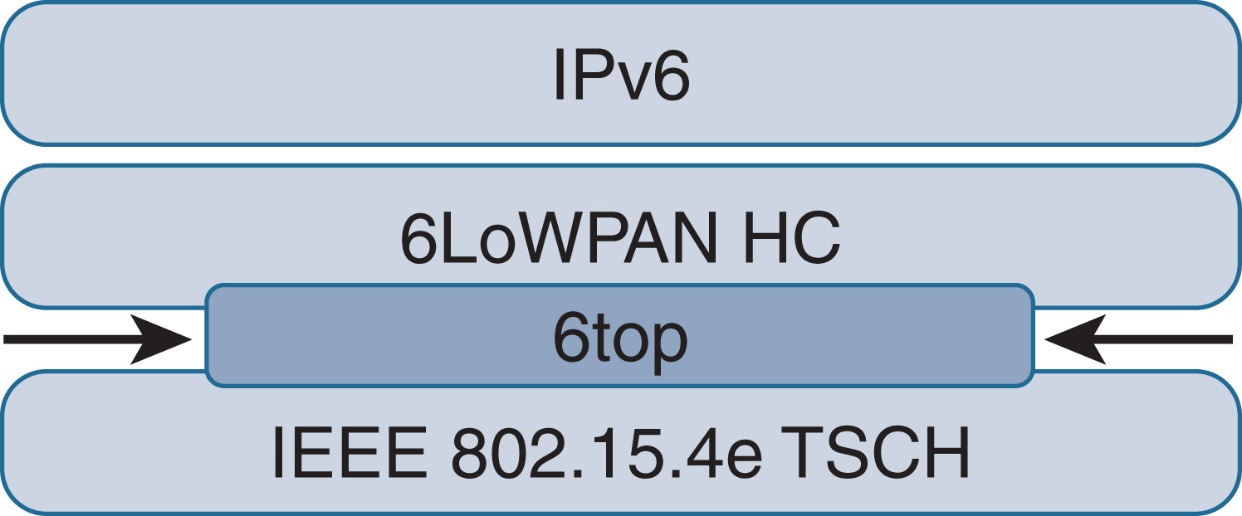 IPv6
6LoWPAN HC
6top
IEEE 802.15.4e TSCH